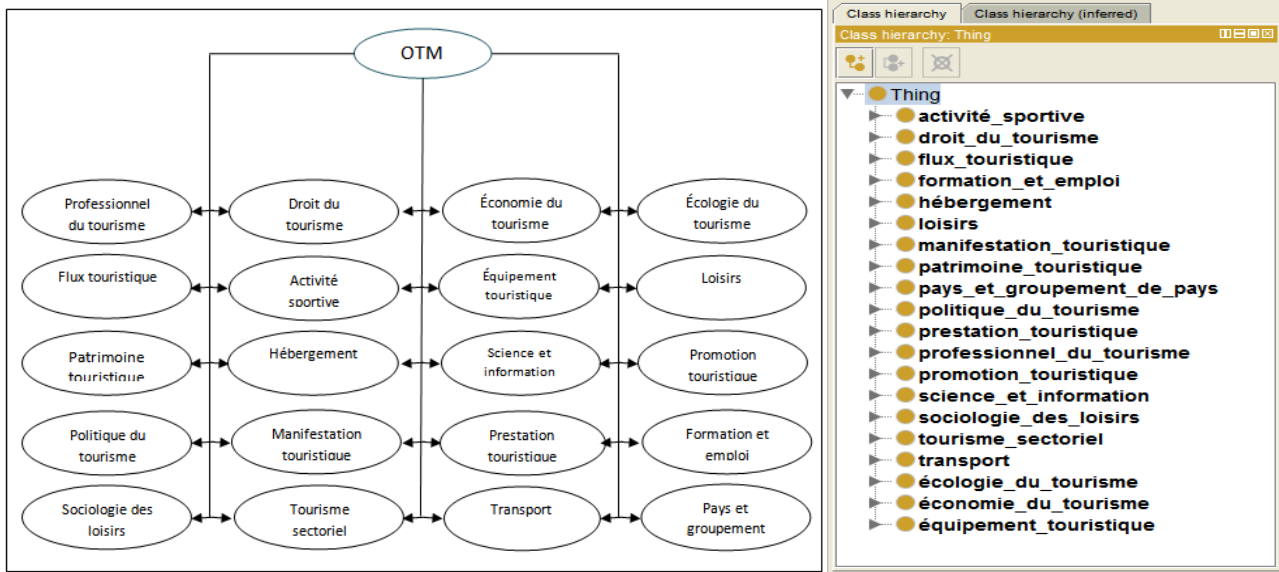 OTM
Professionnel
du tourisme
Droit du
tourisme
Économie du
tourisme
Écologie du
tourisme
Flux touristique
Activité
sportive
Équipement
touristique
Loisirs
Patrimoine
touristique
Hébergement
Science et
information
Promotion
touristique
Politique du
tourisme
Manifestation
touristique
Prestation
touristique
Formation et
emploi
Sociologie des
loisirs
Tourisme
sectoriel
Transport
Pays et
groupement
Class hierarchy
Class hierarchy (inferred)
Class hierarchy: Thing
Thing
activité_sportive
droit_du_tourisme
flux_touristique
formation_et_emploi
hébergement
loisirs
manifestation_touristique
patrimoine_touristique
pays_et_groupement_de_pays
politique_du_tourisme
prestation_touristique
professionnel_du_tourisme
promotion_touristique
science_et_information
sociologie_des_loisirs
tourisme_sectoriel
transport
écologie_du_tourisme
économie_du_tourisme
équipement_touristique